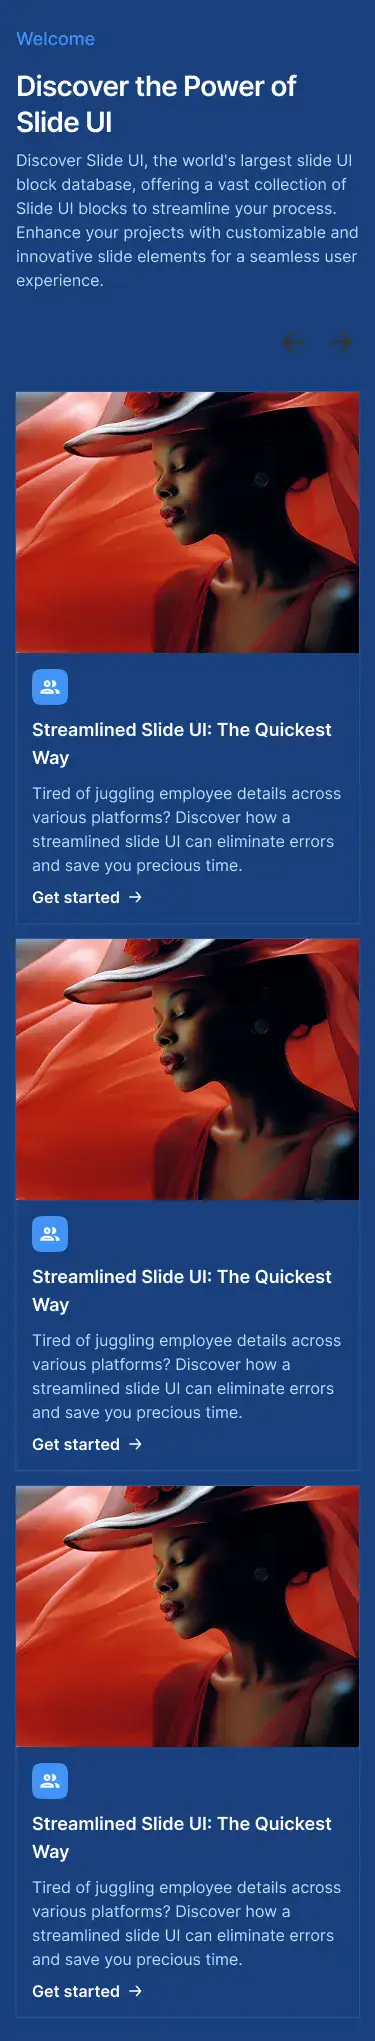 Welcome
Discover the Power of
Slide UI
Discover Slide UI, the world's largest slide UI
block database, offering a vast collection of
Slide UI blocks to streamline your process.
Enhance your projects with customizable and
innovative slide elements for a seamless user
experience.
Streamlined Slide UI: The Quickest
Way
Tired of juggling employee details across
various platforms? Discover how a
streamlined slide UI can eliminate errors
and save you precious time.
Get started
Streamlined Slide UI: The Quickest
Way
Tired of juggling employee details across
various platforms? Discover how a
streamlined slide UI can eliminate errors
and save you precious time.
Get started
Streamlined Slide UI: The Quickest
Way
Tired of juggling employee details across
various platforms? Discover how a
streamlined slide UI can eliminate errors
and save you precious time.
Get started